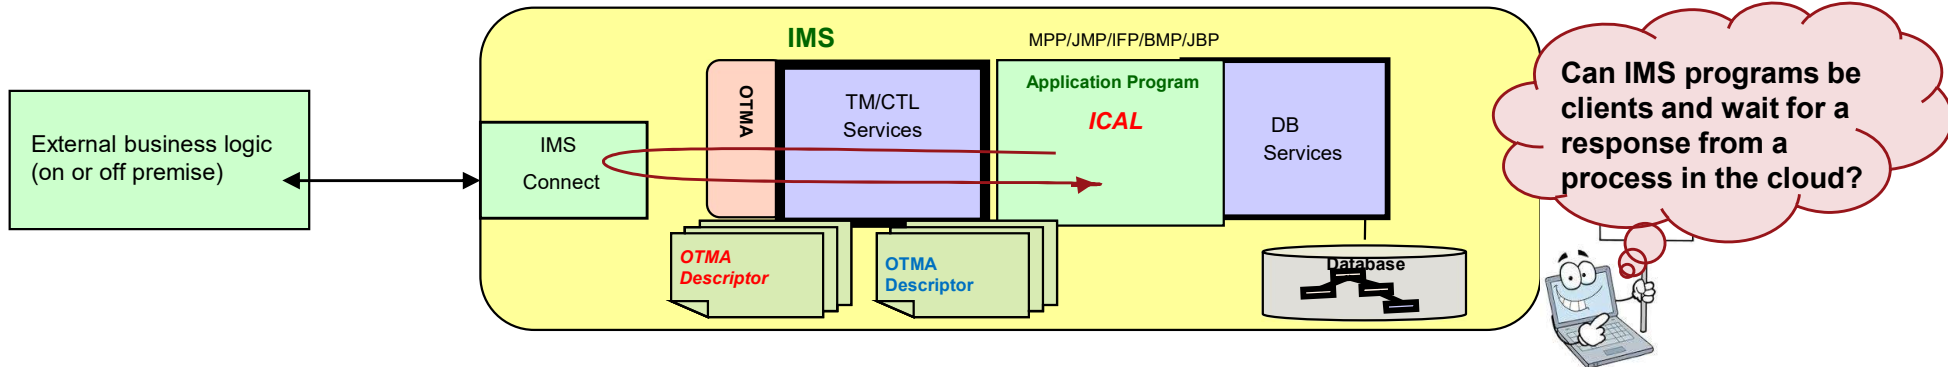 External business logic
(on or off premise)
IMS
Connect
IMS
OTMA
TM/CTL
Services
MPP/JMP/IFP/BMP/JBP
Application Program
ICAL
DB
Services
OTMA
Descriptor
OTMA
Descriptor
Database
Can IMS programs be
clients and wait for a
response from a
process in the cloud?